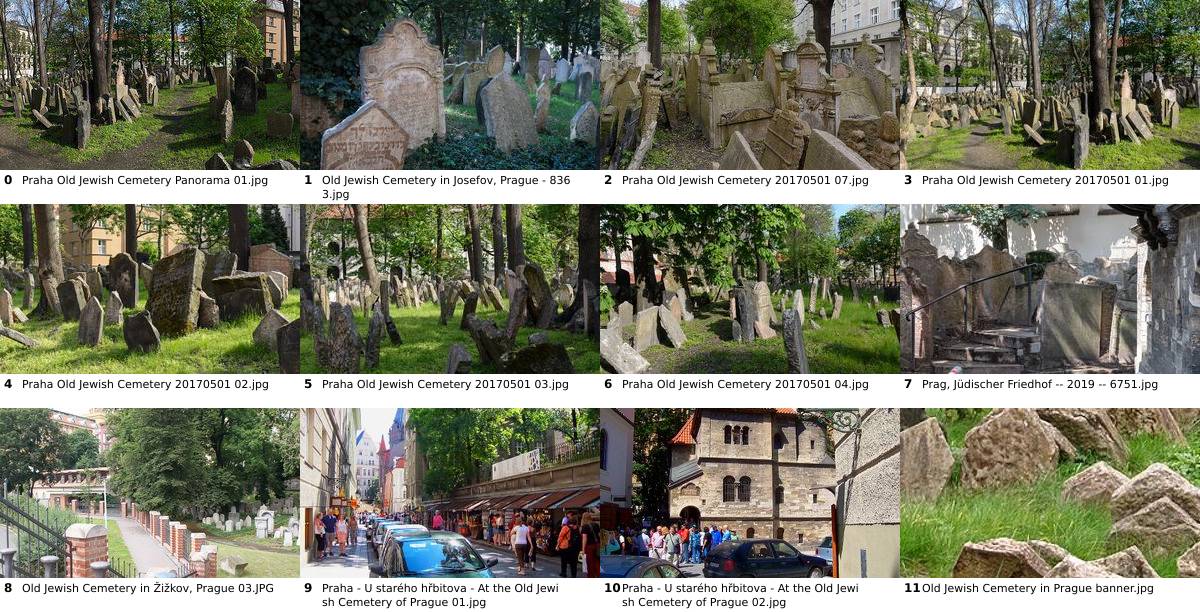 0 Praha Old Jewish Cemetery Panorama 01.jpg
1 Old Jewish Cemetery in Josefov, Prague - 836
3.jpg
2 Praha Old Jewish Cemetery 20170501 07.jpg
3 Praha Old Jewish Cemetery 20170501 01.jpg
4 Praha Old Jewish Cemetery 20170501 02.jpg
5 Praha Old Jewish Cemetery 20170501 03.jpg
6 Praha Old Jewish Cemetery 20170501 04.jpg
7 Prag, Jüdischer Friedhof -- 2019 -- 6751.jpg
8 Old Jewish Cemetery in Žižkov, Prague 03.JPG
9 Praha - U starého hřbitova - At the Old Jewi
sh Cemetery of Prague 01.jpg
10 Praha - U starého hřbitova - At the Old Jewi
sh Cemetery of Prague 02.jpg
11 Old Jewish Cemetery in Prague banner.jpg